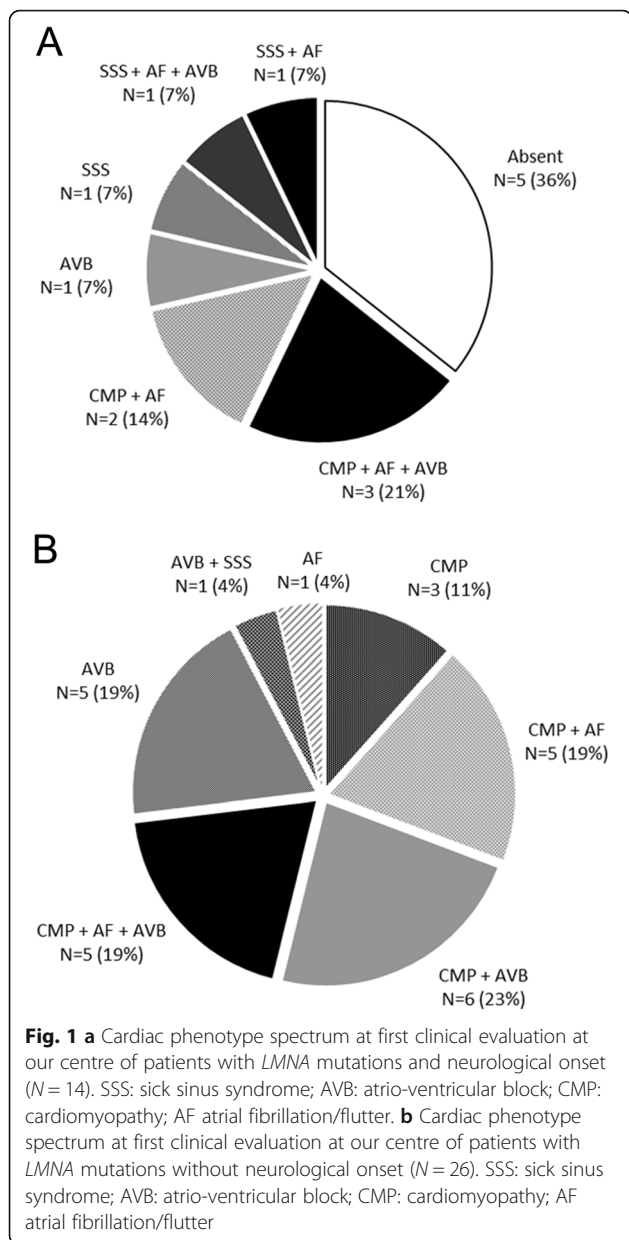 A
SSS + AF
N=1 (7%)
SSS + AF + AVB
N=1 (7%)
Absent
N=5 (36%)
SSS
N=1 (7%)
AVB
N=1 (7%)
CMP + AF
N=2 (14%)
CMP + AF + AVB
N=3 (21%)
B
AVB + SSS
N=1 (4%)
AF
N=1 (4%)
CMP
N=3 (11%)
AVB
N=5 (19%)
CMP + AF
N=5 (19%)
CMP + AF + AVB
N=5 (19%)
CMP + AVB
N=6 (23%)
Fig. 1 a Cardiac phenotype spectrum at first clinical evaluation at
our centre of patients with LMNA mutations and neurological onset
(N = 14). SSS: sick sinus syndrome; AVB: atrio-ventricular block; CMP:
cardiomyopathy; AF atrial fibrillation/flutter. b Cardiac phenotype
spectrum at first clinical evaluation at our centre of patients with
LMNA mutations without neurological onset (N = 26). SSS: sick sinus
syndrome; AVB: atrio-ventricular block; CMP: cardiomyopathy; AF
atrial fibrillation/flutter